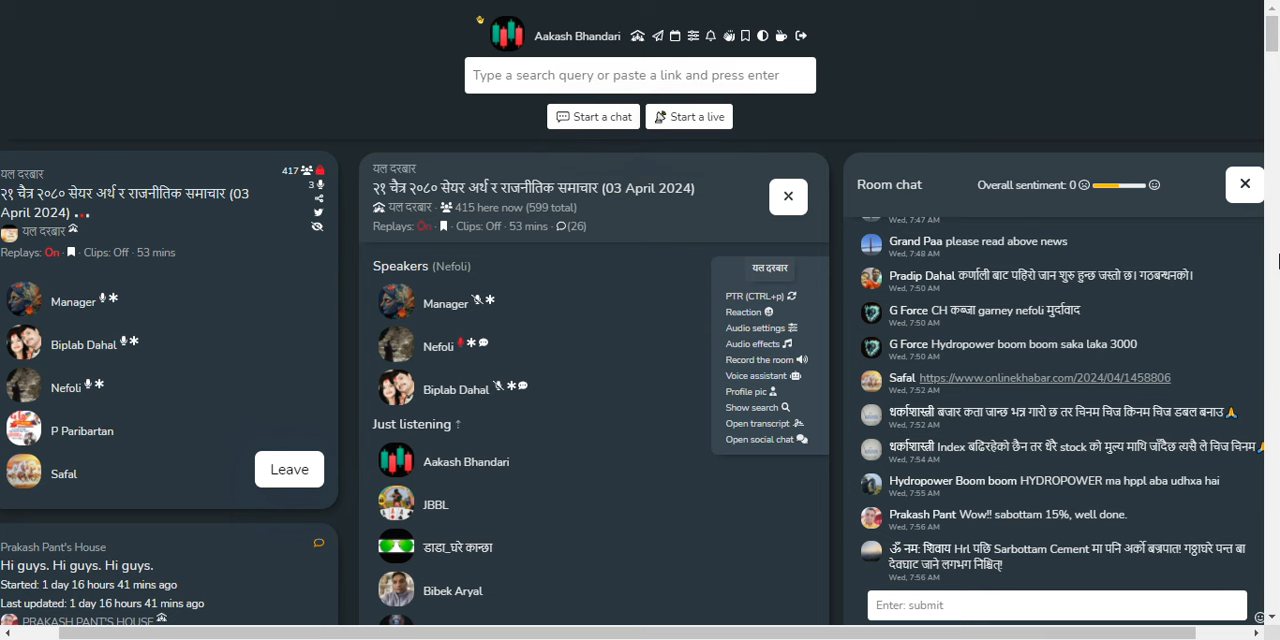 Aakash Bhandari
Type a search query or paste a link and press enter
Start a chat
Start a live
यल दरबार
417
२१ चैत्र २०८० सेयर अर्थ र राजनीतिक समाचार (03
April 2024)
3
यल दरबार
Replays: On · Clips: Off · 53 mins
Manager
Biplab Dahal
Nefoli
P Paribartan
Safal
Leave
Prakash Pant's House
Hi guys. Hi guys. Hi guys.
Started: 1 day 16 hours 41 mins ago
Last updated: 1 day 16 hours 41 mins ago
PRAKASH PANT'S HOUSE
यल दरबार
२१ चैत्र २०८० सेयर अर्थ र राजनीतिक समाचार (03 April 2024)
यल दरबार · 415 here now (599 total)
Replays: On · Clips: Off · 53 mins · (26)
Speakers (Nefoli)
Manager
Nefoli
Biplab Dahal
Just listening ↑
Aakash Bhandari
JBBL
डाडा_घरे कान्छा
Bibek Aryal
यल दरबार
PTR (CTRL+p)
Reaction
Audio settings
Audio effects
Record the room
Voice assistant
Profile pic
Show search
Open transcript
Open social chat
Room chat
Overall sentiment: 0
Wed, 7:47 AM
Grand Paa please read above news
Wed, 7:48 AM
Pradip Dahal कर्णाली बाट पहिरो जान शुरु हुन्छ जस्तो छ। गठबन्धनको।
Wed, 7:50 AM
G Force CH कब्जा garney nefoli मुर्दावाद
Wed, 7:50 AM
G Force Hydropower boom boom saka laka 3000
Wed, 7:50 AM
Safal https://www.onlinekhabar.com/2024/04/1458806
Wed, 7:52 AM
धर्काशास्त्री बजार कता जान्छ भन्न गारो छ तर चिनम चिज किनम चिज डबल बनाउ 🙏
Wed, 7:52 AM
धर्काशास्त्री Index बढिरहेको छैन तर धेरै stock को मुल्य माथि जाँदैछ त्यसै ले चिज चिनम 🙏
Wed, 7:54 AM
Hydropower Boom boom HYDROPOWER ma hppl aba udhxa hai
Wed, 7:55 AM
Prakash Pant Wow!! sabottam 15%, well done.
Wed, 7:56 AM
ॐ नम: शिवाय Hrl पछि Sarbottam Cement मा पनि अर्को बज्रपात! गठ्ठाघरे पन्त बा
देवघाट जाने लगभग निश्चित्!
Wed, 7:56 AM
Enter: submit